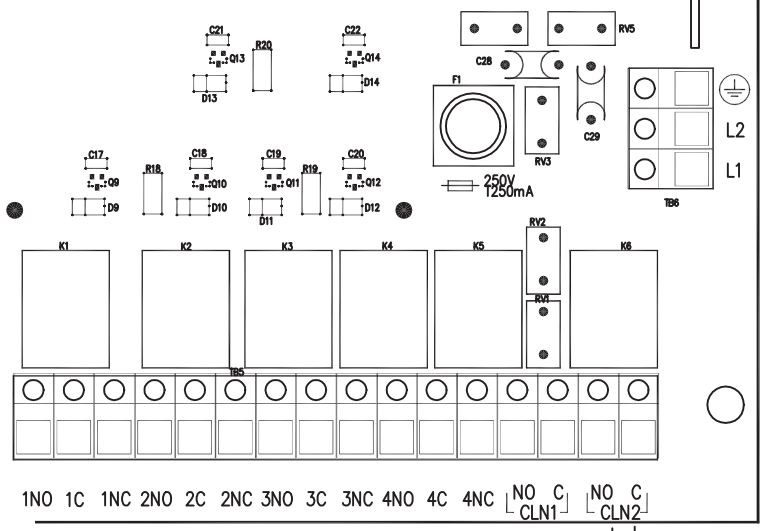 C21
R20
C22
RV5
Q13
Q14
C28
D13
D14
F1
C29
L2
RV3
C17
C18
C19
C20
R18
R19
L1
Q9
Q10
Q11
Q12
250V
1250mA
D9
D10
D11
D12
TB6
RV2
K1
K2
K3
K4
K5
K6
RV1
TB5
1NO 1C 1NC 2NO 2C 2NC 3NO 3C 3NC 4NO 4C 4NC NO C NO C
CLN1 CLN2